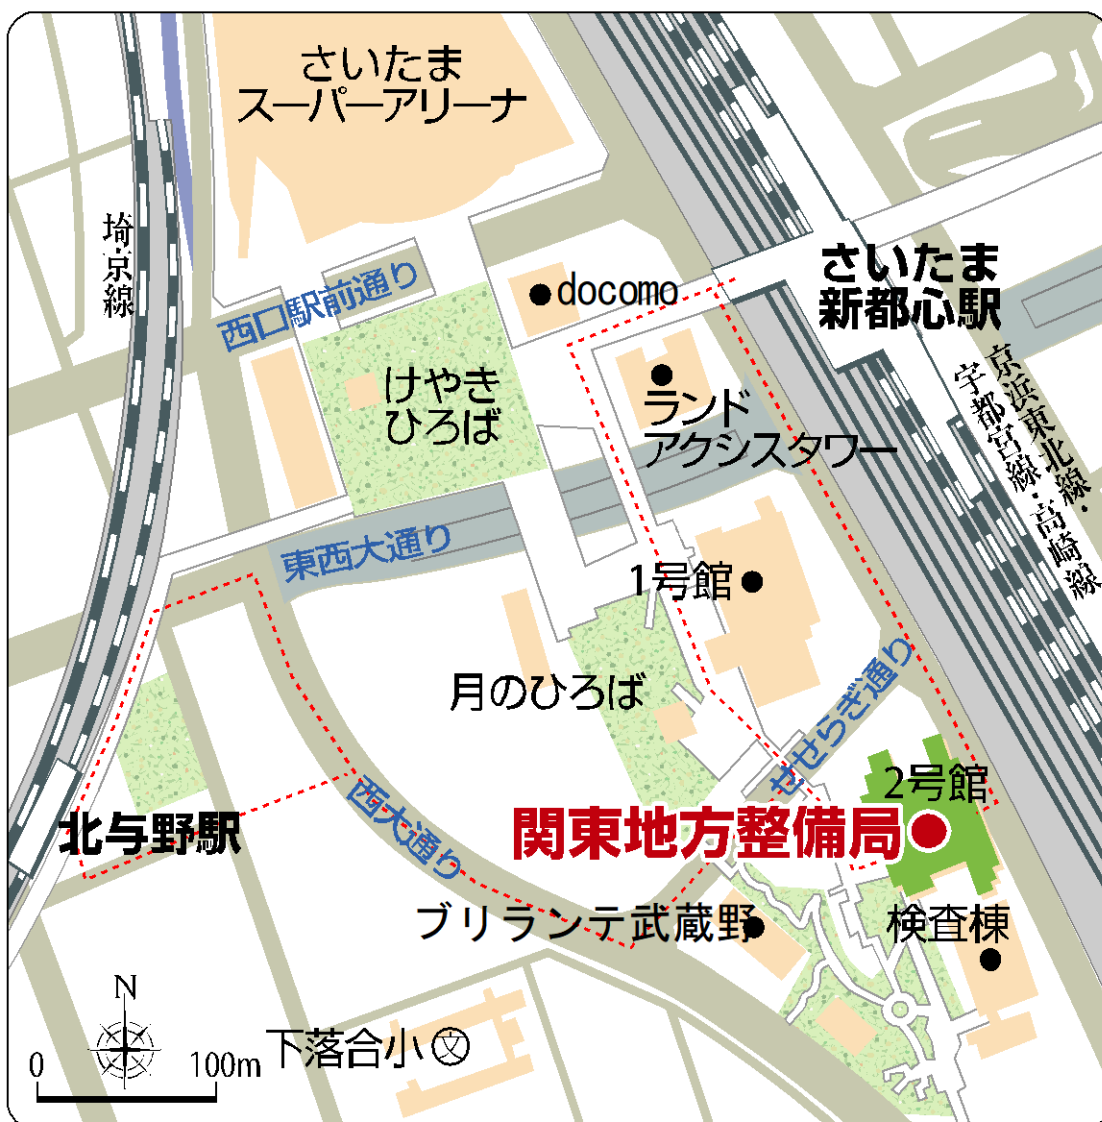 さいたま
スーパーアリーナ
埼京線
西口駅前通り
docomo
さいたま
新都心駅
けやき
ひろば
ランド
アクシスタワー
京浜東北線・
宇都宮線・高崎線
東西大通り
1号館
月のひろば
せせらぎ通り
2号館
北与野駅
西大通り
関東地方整備局
ブリランテ武蔵野
検査棟
N
下落合小
文
0
100m